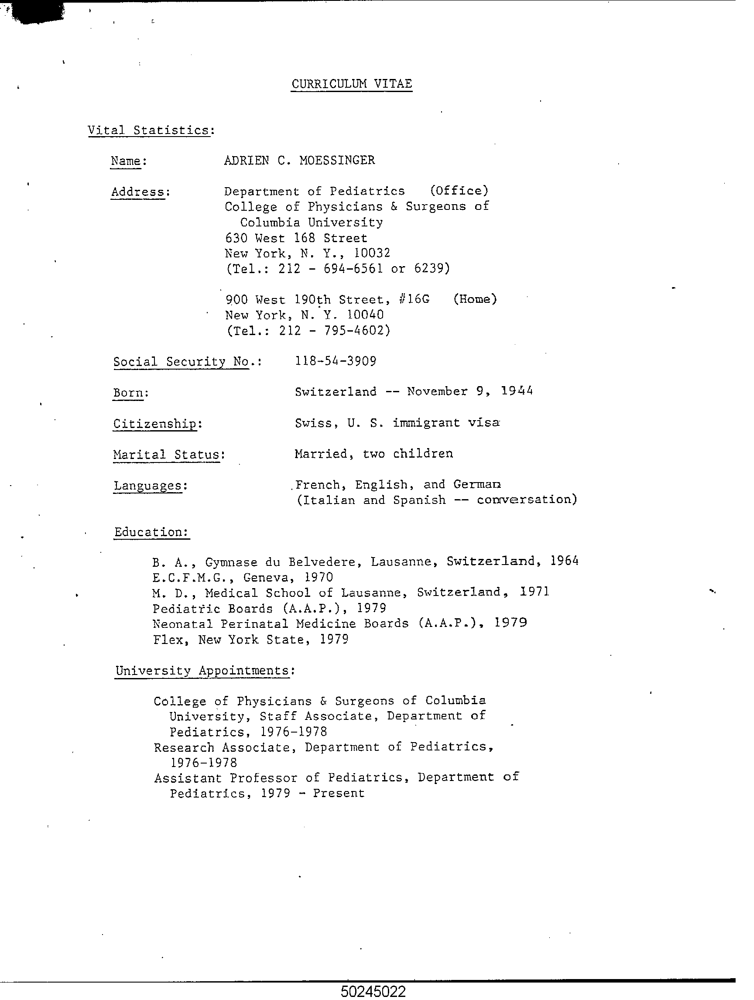 CURRICULUM VITAE
Vital Statistics:
Name: ADRIEN C. MOESSINGER
Address: Department of Pediatrics (Office)
College of Physicians & Surgeons of
Columbia University
630 West 168 Street
New York, N. Y., 10032
(Tel.: 212 - 694-6561 or 6239)
900 West 190th Street, #16G (Home)
New York, N. Y. 10040
(Tel.: 212 - 795-4602)
Social Security No.: 118-54-3909
Born: Switzerland -- November 9, 1944
Citizenship: Swiss, U. S. immigrant visa
Marital Status: Married, two children
Languages: French, English, and German
(Italian and Spanish -- conversation)
Education:
B. A., Gymnase du Belvedere, Lausanne, Switzerland, 1964
E.C.F.M.G., Geneva, 1970
M. D., Medical School of Lausanne, Switzerland, 1971
Pediatric Boards (A.A.P.), 1979
Neonatal Perinatal Medicine Boards (A.A.P.), 1979
Flex, New York State, 1979
University Appointments:
College of Physicians & Surgeons of Columbia
University, Staff Associate, Department of
Pediatrics, 1976-1978
Research Associate, Department of Pediatrics,
1976-1978
Assistant Professor of Pediatrics, Department of
Pediatrics, 1979 - Present
50245022